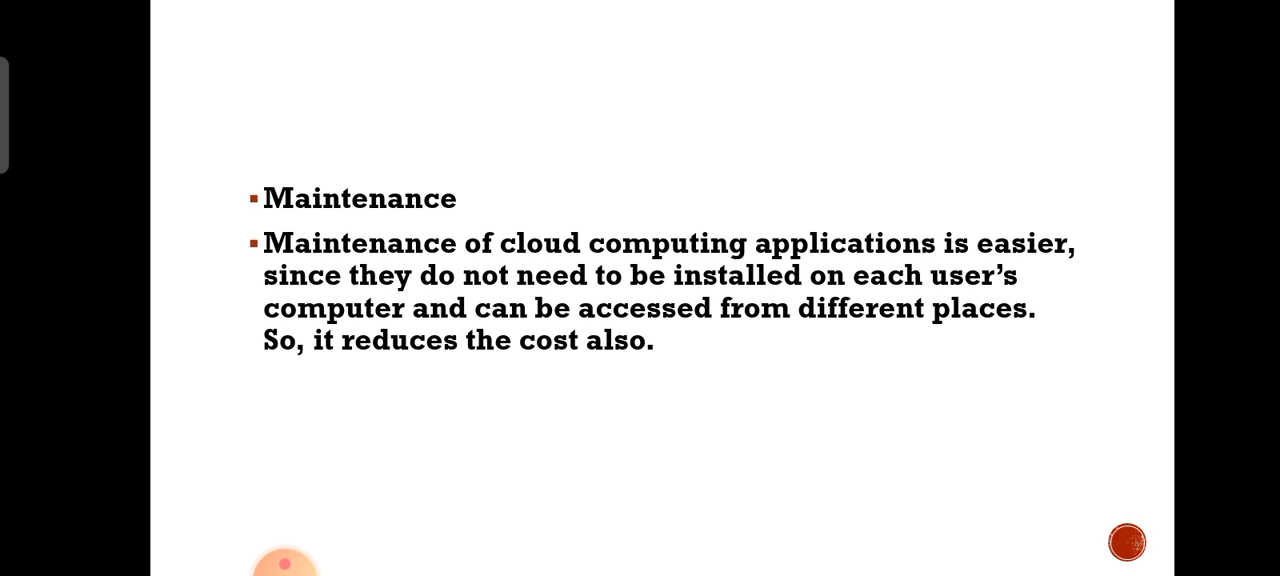 Maintenance
Maintenance of cloud computing applications is easier,
since they do not need to be installed on each user’s
computer and can be accessed from different places.
So, it reduces the cost also.